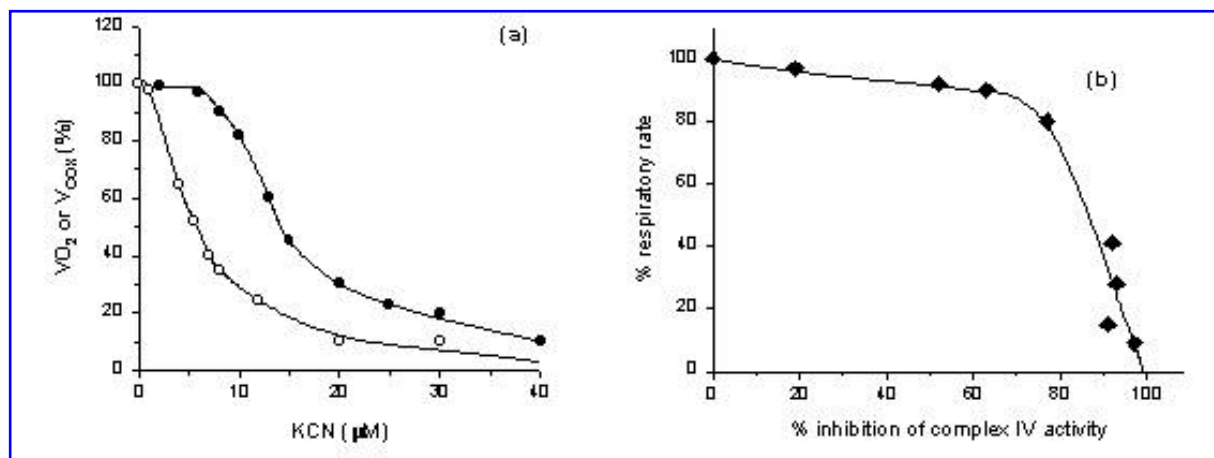 (a)
VO2 or VCOX (%)
120
100
80
60
40
20
0
0 10 20 30 40
KCN (μM)
(b)
% respiratory rate
100
80
60
40
20
0
0 20 40 60 80 100
% inhibition of complex IV activity